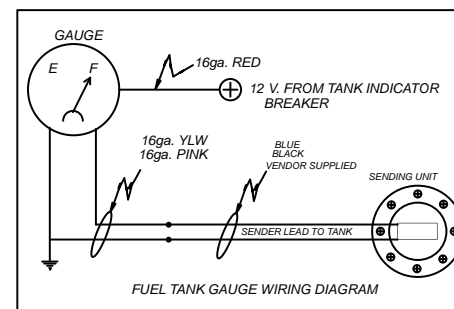 GAUGE
E F
16ga. RED
12 V. FROM TANK INDICATOR
BREAKER
16ga. YLW
16ga. PINK
BLUE
BLACK
VENDOR SUPPLIED
SENDING UNIT
SENDER LEAD TO TANK
FUEL TANK GAUGE WIRING DIAGRAM